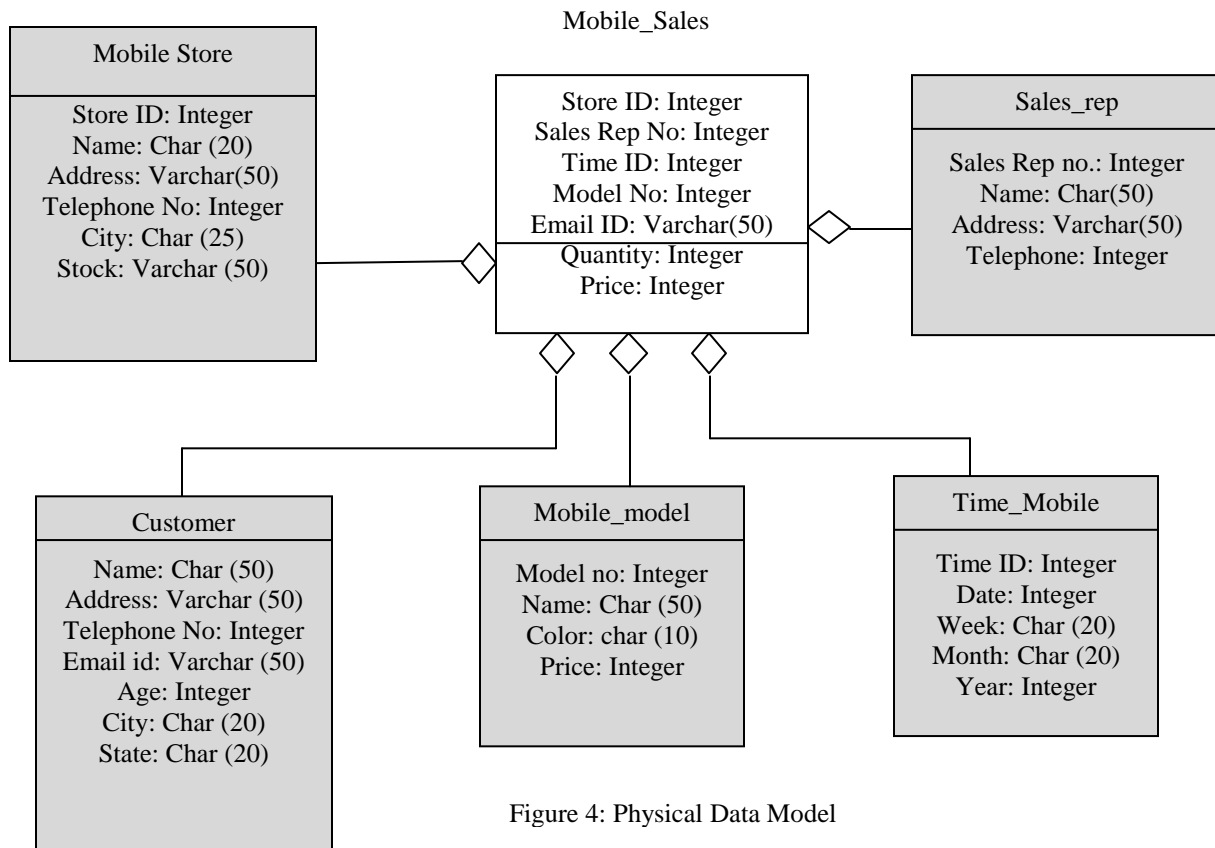 Mobile_Sales
Mobile Store
Store ID: Integer
Name: Char (20)
Address: Varchar(50)
Telephone No: Integer
City: Char (25)
Stock: Varchar (50)
Store ID: Integer
Sales Rep No: Integer
Time ID: Integer
Model No: Integer
Email ID: Varchar(50)
Quantity: Integer
Price: Integer
Sales_rep
Sales Rep no.: Integer
Name: Char(50)
Address: Varchar(50)
Telephone: Integer
Customer
Name: Char (50)
Address: Varchar (50)
Telephone No: Integer
Email id: Varchar (50)
Age: Integer
City: Char (20)
State: Char (20)
Mobile_model
Model no: Integer
Name: Char (50)
Color: char (10)
Price: Integer
Time_Mobile
Time ID: Integer
Date: Integer
Week: Char (20)
Month: Char (20)
Year: Integer
Figure 4: Physical Data Model